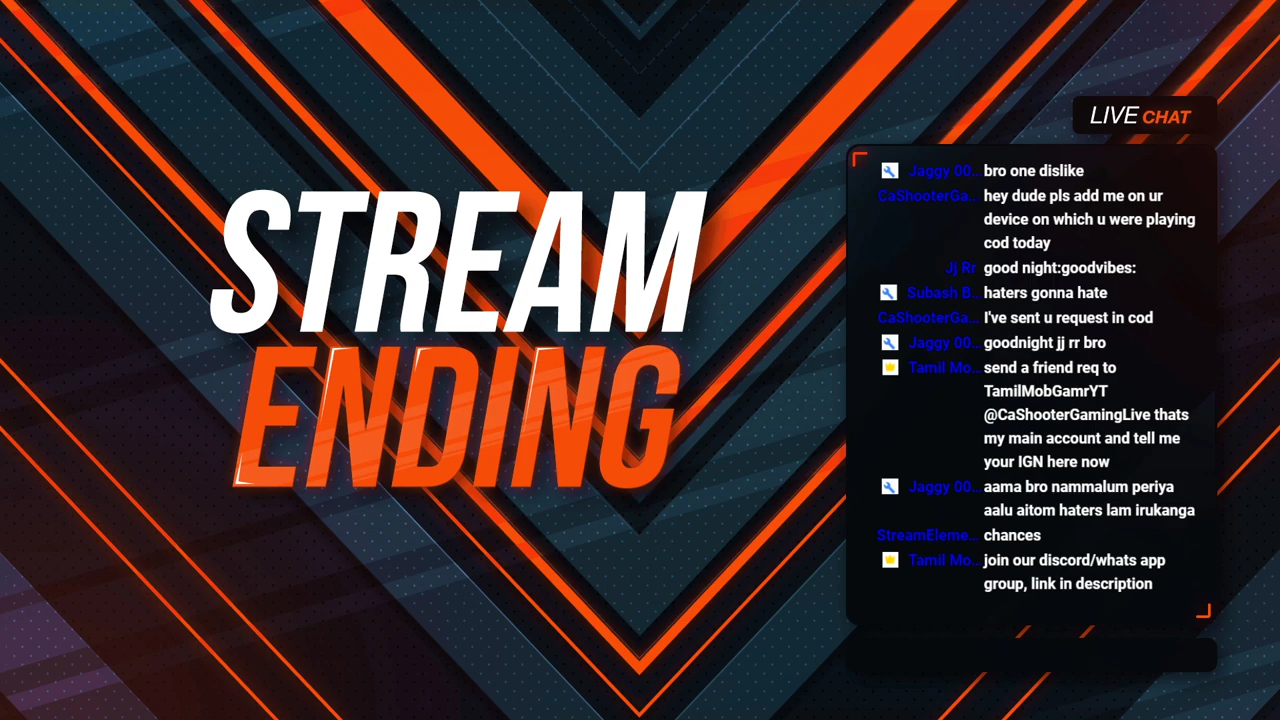 LIVE CHAT
STREAM
ENDING
Jaggy 00... bro one dislike
CaShooterGa... hey dude pls add me on ur
device on which u were playing
cod today
Jj Rr good night:goodvibes:
Subash B... haters gonna hate
CaShooterGa... I've sent u request in cod
Jaggy 00... goodnight jj rr bro
Tamil Mo... send a friend req to
TamilMobGamrYT
@CaShooterGamingLive thats
my main account and tell me
your IGN here now
Jaggy 00... aama bro nammalum periya
aalu aitom haters lam irukanga
StreamEleme... chances
Tamil Mo... join our discord/whats app
group, link in description